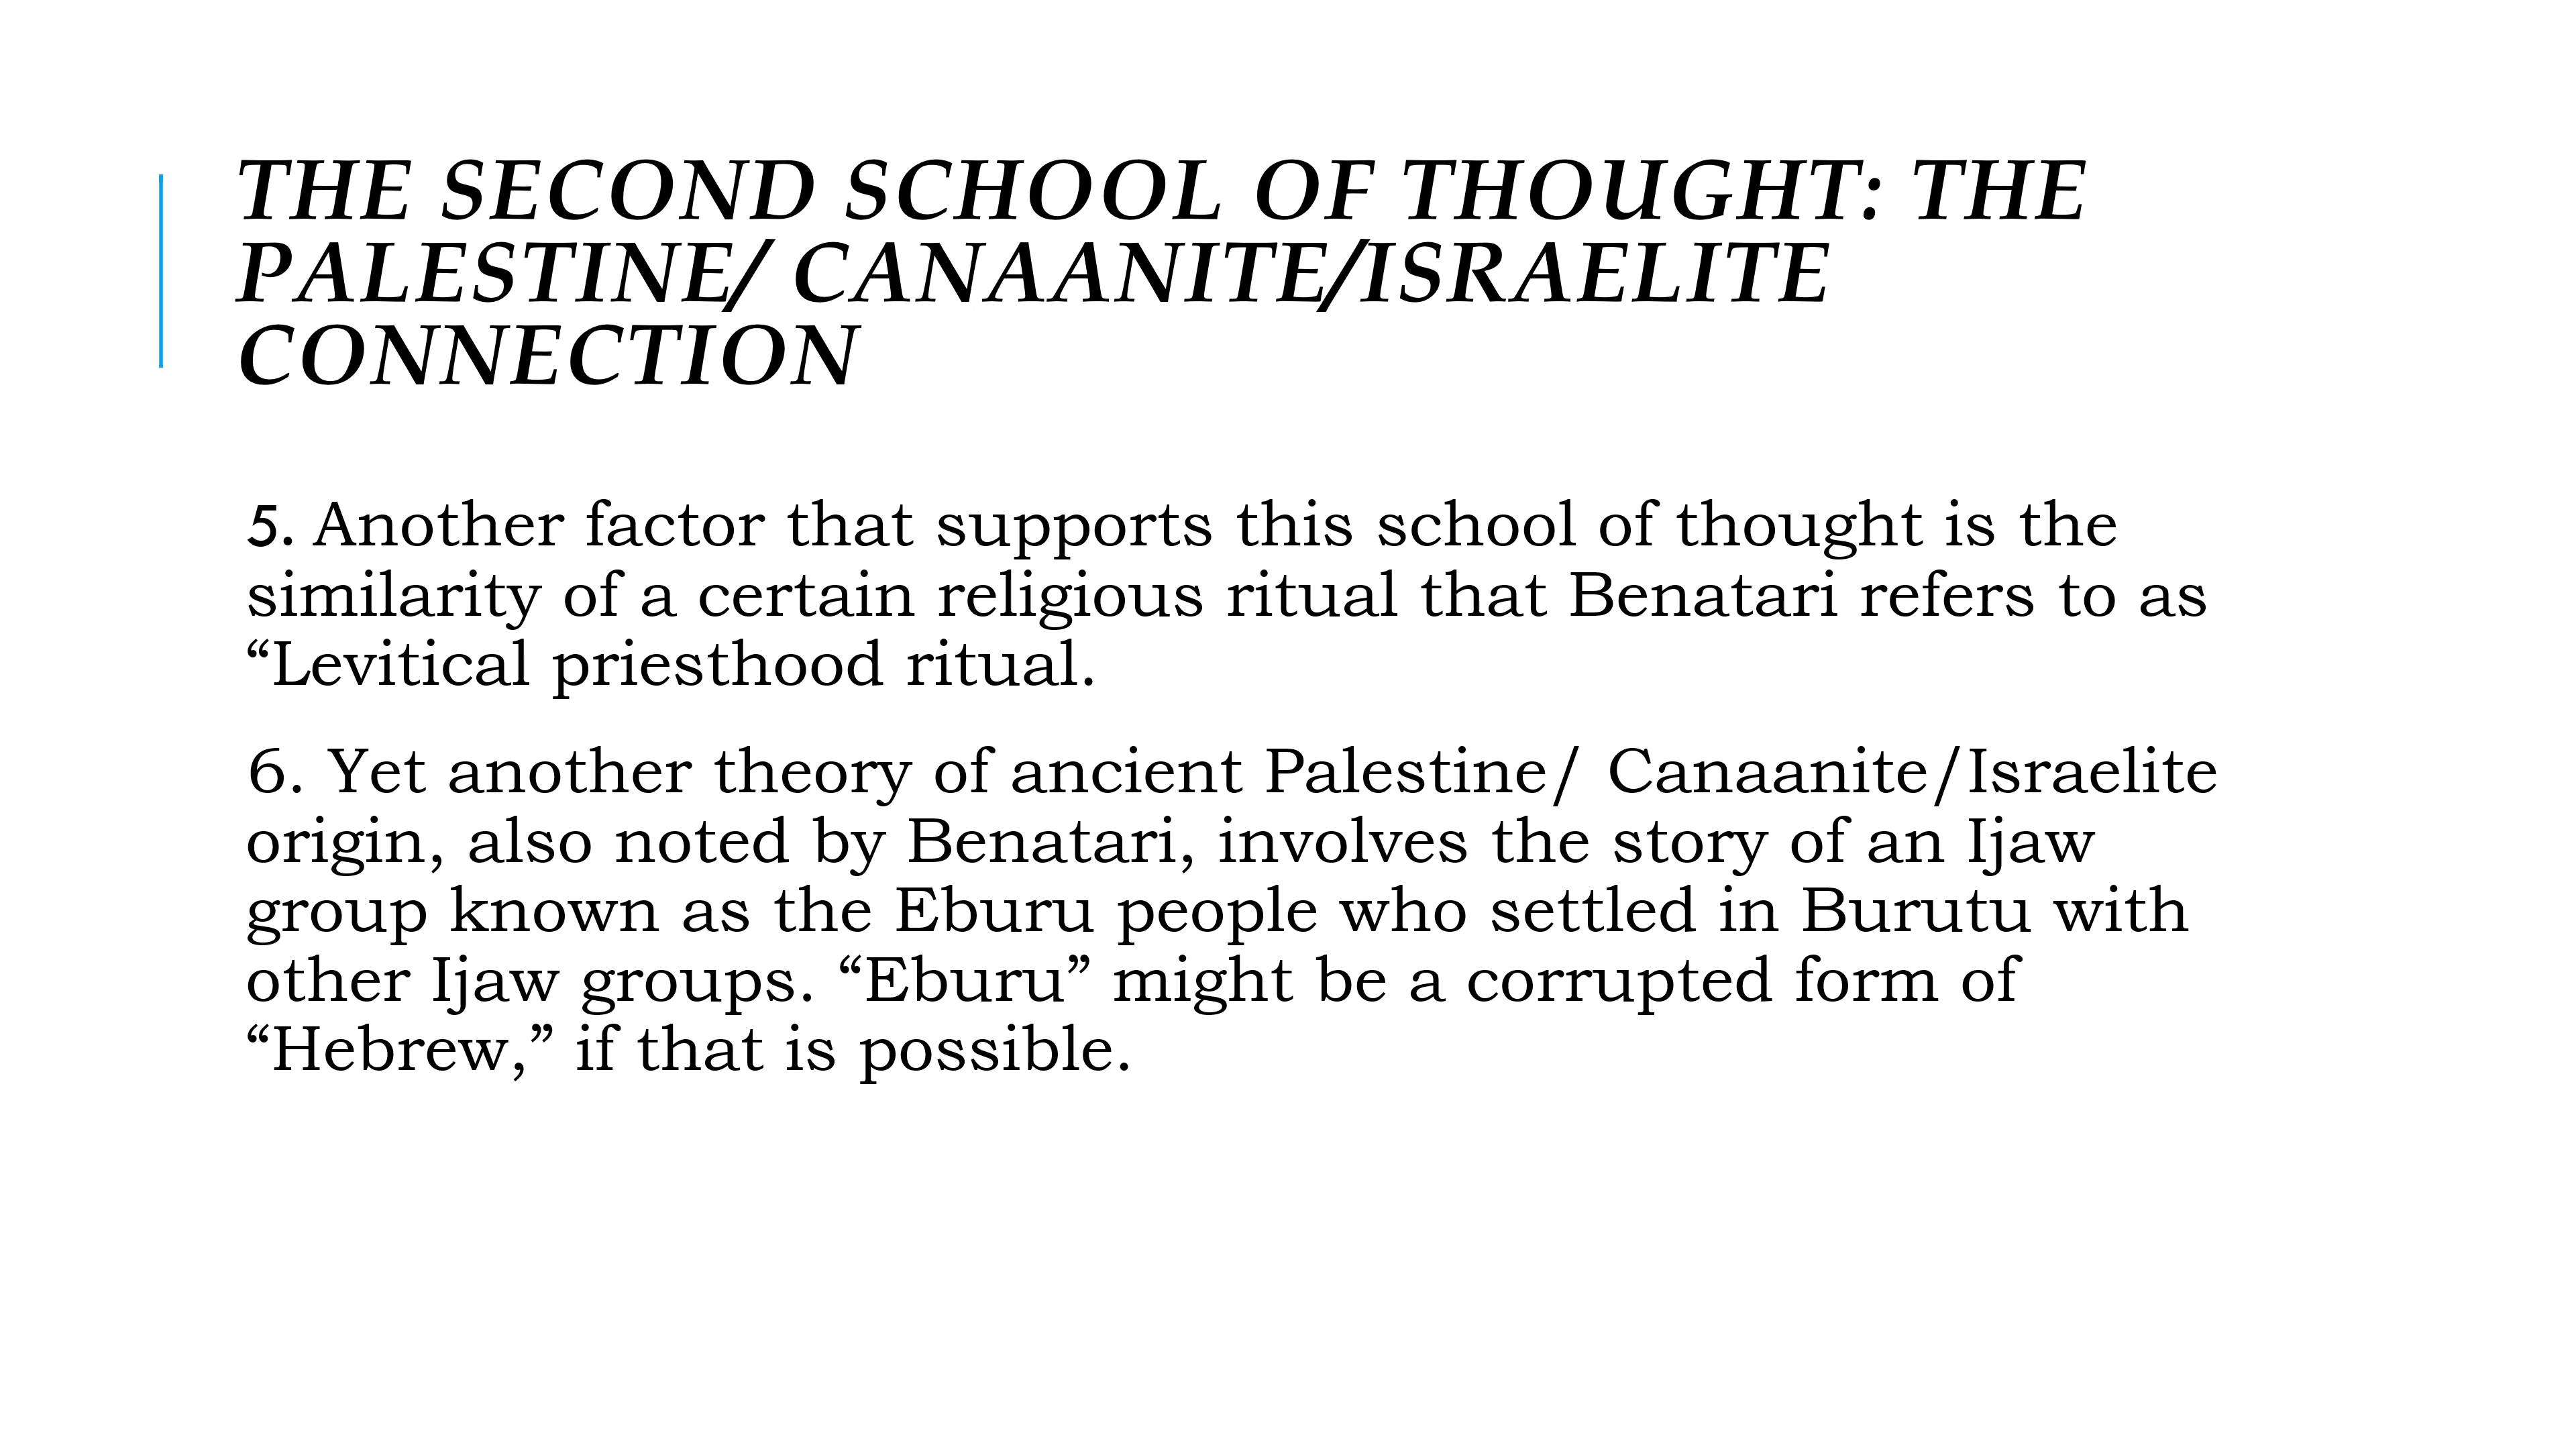 THE SECOND SCHOOL OF THOUGHT: THE
PALESTINE/ CANAANITE/ISRAELITE
CONNECTION
5. Another factor that supports this school of thought is the
similarity of a certain religious ritual that Benatari refers to as
“Levitical priesthood ritual.
6. Yet another theory of ancient Palestine/ Canaanite/Israelite
origin, also noted by Benatari, involves the story of an Ijaw
group known as the Eburu people who settled in Burutu with
other Ijaw groups. “Eburu” might be a corrupted form of
“Hebrew,” if that is possible.